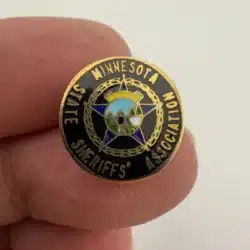 MINNESOTA
STATE SHERIFFS' ASSOCIATION